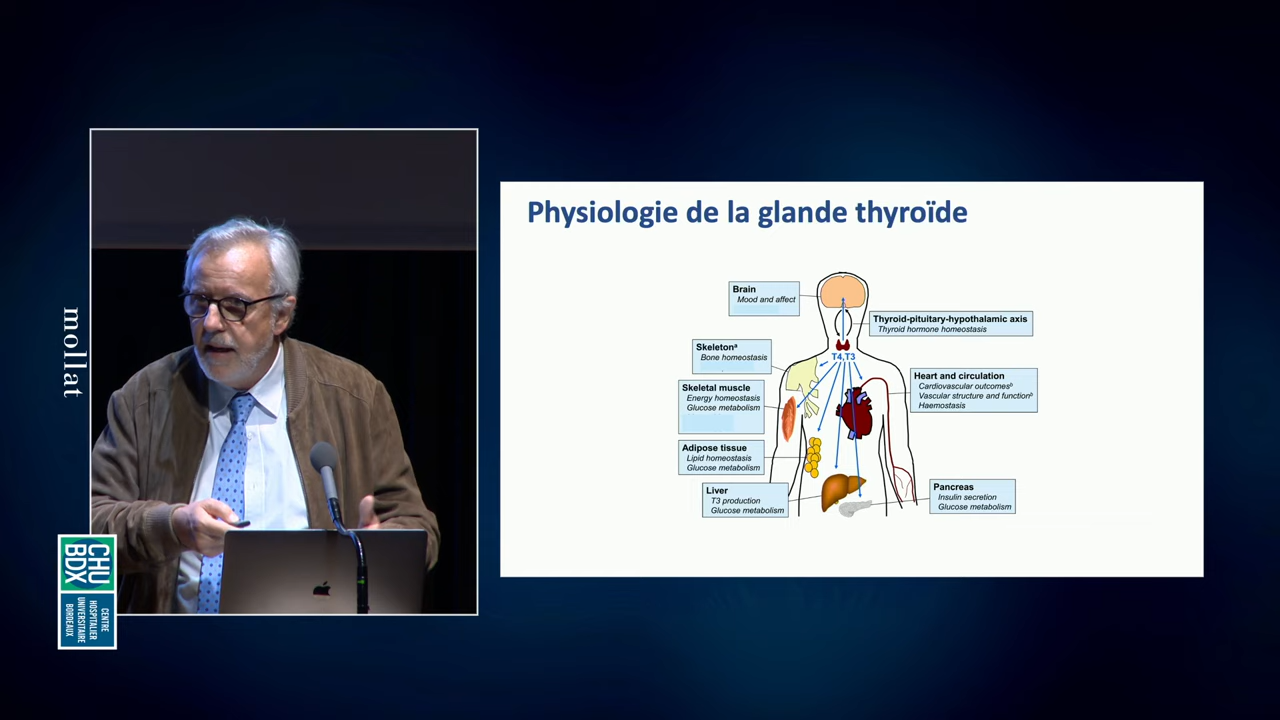 mollat
CHU
BDX
CENTRE
HOSPITALIER
UNIVERSITAIRE
BORDEAUX
Physiologie de la glande thyroïde
Brain
Mood and affect
Thyroid-pituitary-hypothalamic axis
Thyroid hormone homeostasis
T4,T3
Skeletonᵃ
Bone homeostasis
Skeletal muscle
Energy homeostasis
Glucose metabolism
Heart and circulation
Cardiovascular outcomesᵇ
Vascular structure and functionᵇ
Haemostasis
Adipose tissue
Lipid homeostasis
Glucose metabolism
Liver
T3 production
Glucose metabolism
Pancreas
Insulin secretion
Glucose metabolism